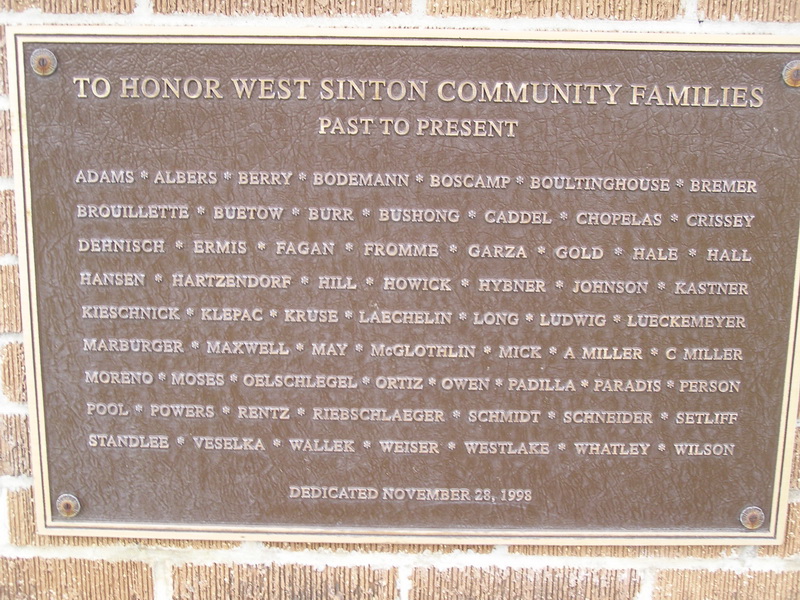 TO HONOR WEST SINTON COMMUNITY FAMILIES
PAST TO PRESENT
ADAMS * ALBERS * BERRY * BODEMANN * BOSCAMP * BOULTINGHOUSE * BREMER
BROUILLETTE * BUETOW * BURR * BUSHONG * CADDEL * CHOPELAS * CRISSEY
DEHNISCH * ERMIS * FAGAN * FROMME * GARZA * GOLD * HALE * HALL
HANSEN * HARTZENDORF * HILL * HOWICK * HYBNER * JOHNSON * KASTNER
KIESCHNICK * KLEPAC * KRUSE * LAECHELIN * LONG * LUDWIG * LUECKEMEYER
MARBURGER * MAXWELL * MAY * McGLOTHLIN * MICK * A MILLER * C MILLER
MORENO * MOSES * OELSCHLEGEL * ORTIZ * OWEN * PADILLA * PARADIS * PERSON
POOL * POWERS * RENTZ * RIEBSCHLAEGER * SCHMIDT * SCHNEIDER * SETLIFF
STANDLEE * VESELKA * WALLEK * WEISER * WESTLAKE * WHATLEY * WILSON
DEDICATED NOVEMBER 28, 1998